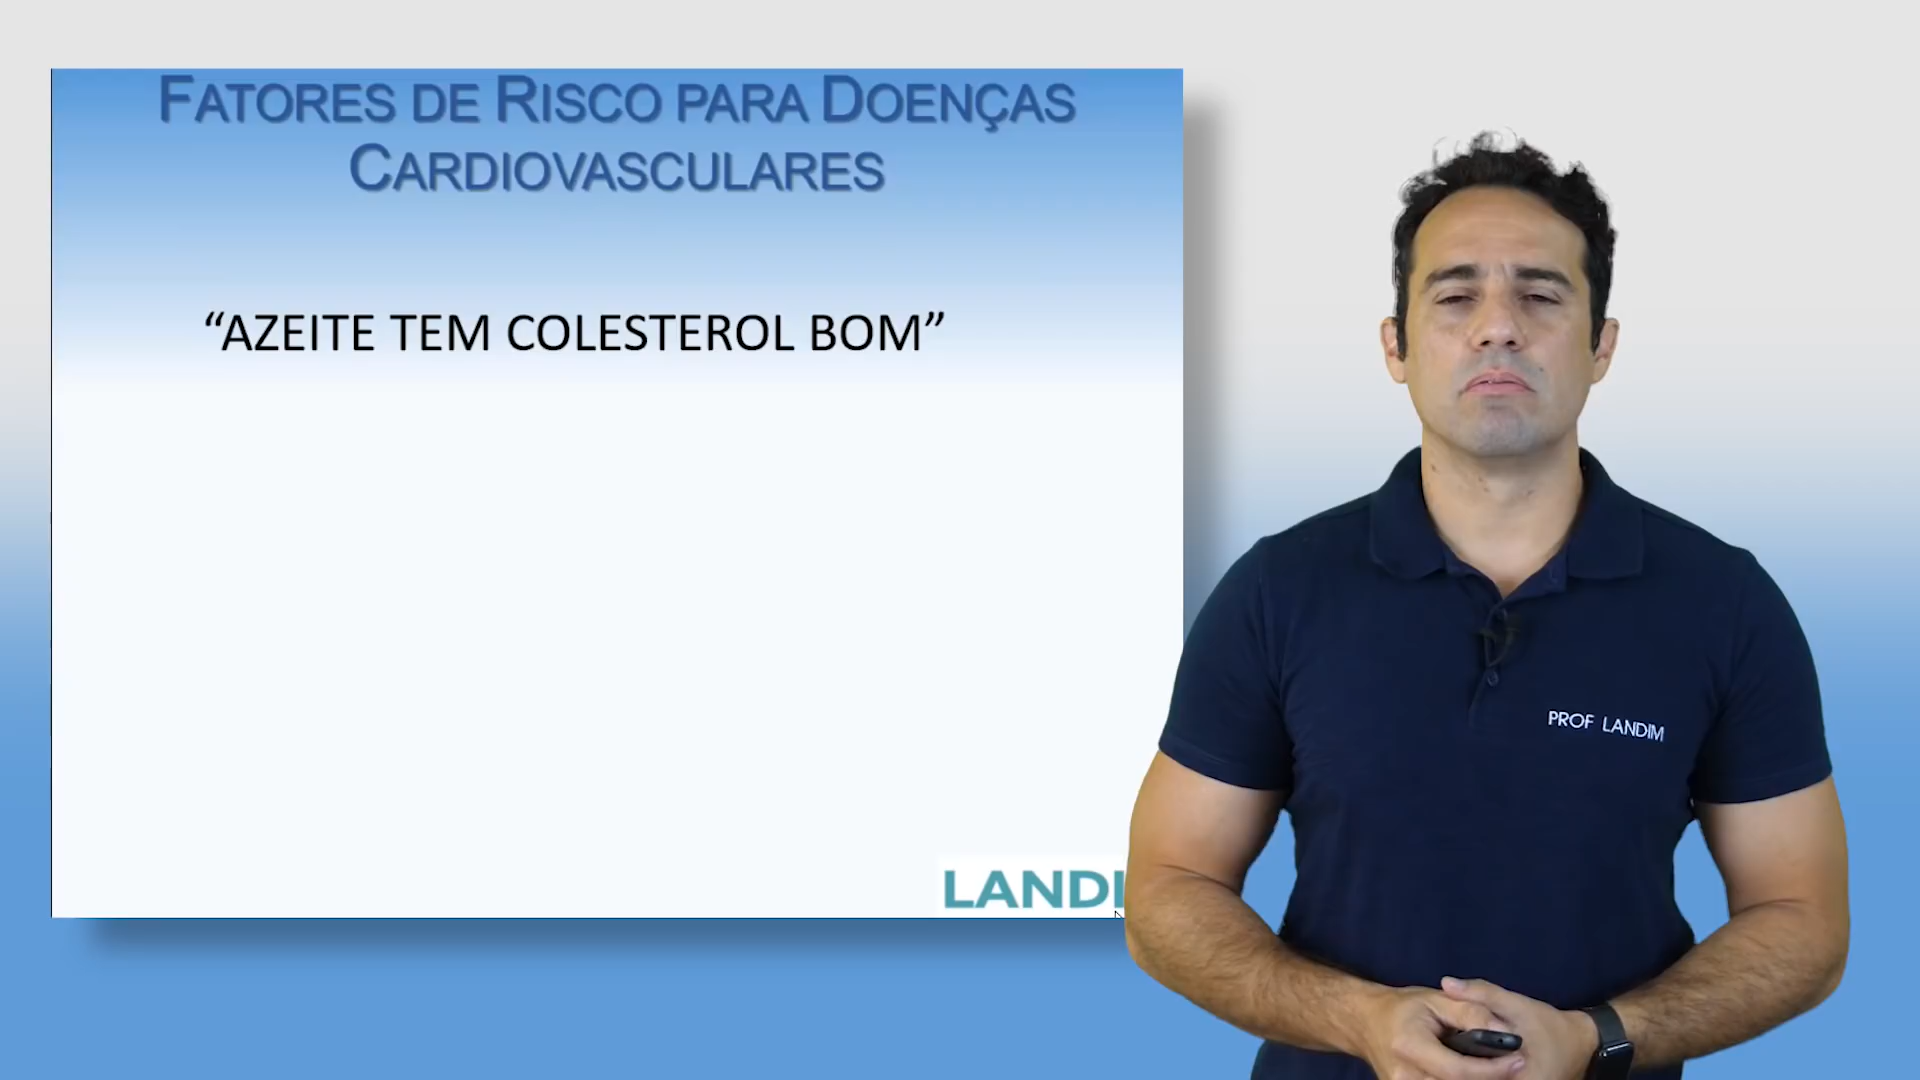 FATORES DE RISCO PARA DOENÇAS
CARDIOVASCULARES
“AZEITE TEM COLESTEROL BOM”
LANDI
PROF LANDIM